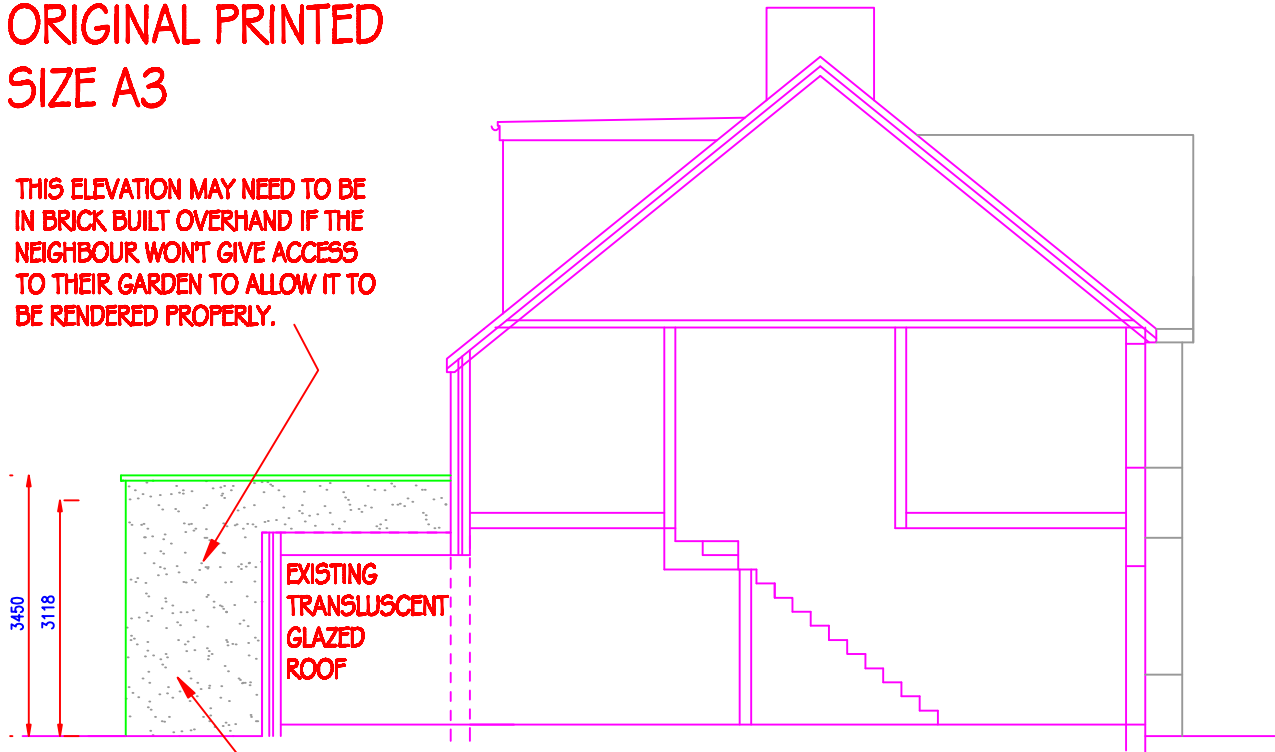 ORIGINAL PRINTED
SIZE A3
THIS ELEVATION MAY NEED TO BE
IN BRICK BUILT OVERHAND IF THE
NEIGHBOUR WON'T GIVE ACCESS
TO THEIR GARDEN TO ALLOW IT TO
BE RENDERED PROPERLY.
EXISTING
TRANSLUSCENT
GLAZED
ROOF
3450
3118